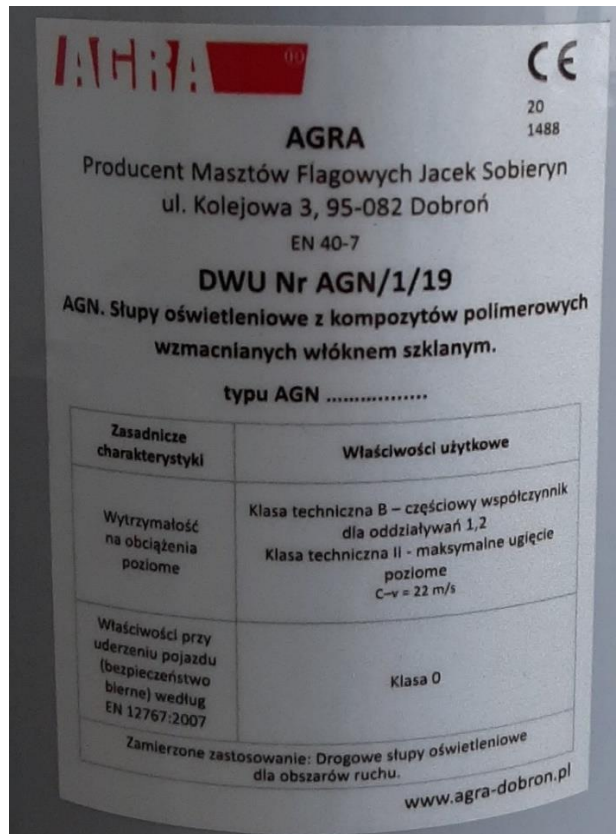 AGRA
CE
20
1488
AGRA
Producent Masztów Flagowych Jacek Sobieryn
ul. Kolejowa 3, 95-082 Dobroń
EN 40-7
DWU Nr AGN/1/19
AGN. Słupy oświetleniowe z kompozytów polimerowych
wzmacnianych włóknem szklanym.
typu AGN .................
Zasadnicze
charakterystyki
Właściwości użytkowe
Wytrzymałość
na obciążenia
poziome
Klasa techniczna B – częściowy współczynnik
dla oddziaływań 1,2
Klasa techniczna II - maksymalne ugięcie
poziome
C–v = 22 m/s
Właściwości przy
uderzeniu pojazdu
(bezpieczeństwo
bierne) według
EN 12767:2007
Klasa 0
Zamierzone zastosowanie: Drogowe słupy oświetleniowe
dla obszarów ruchu.
www.agra-dobron.pl